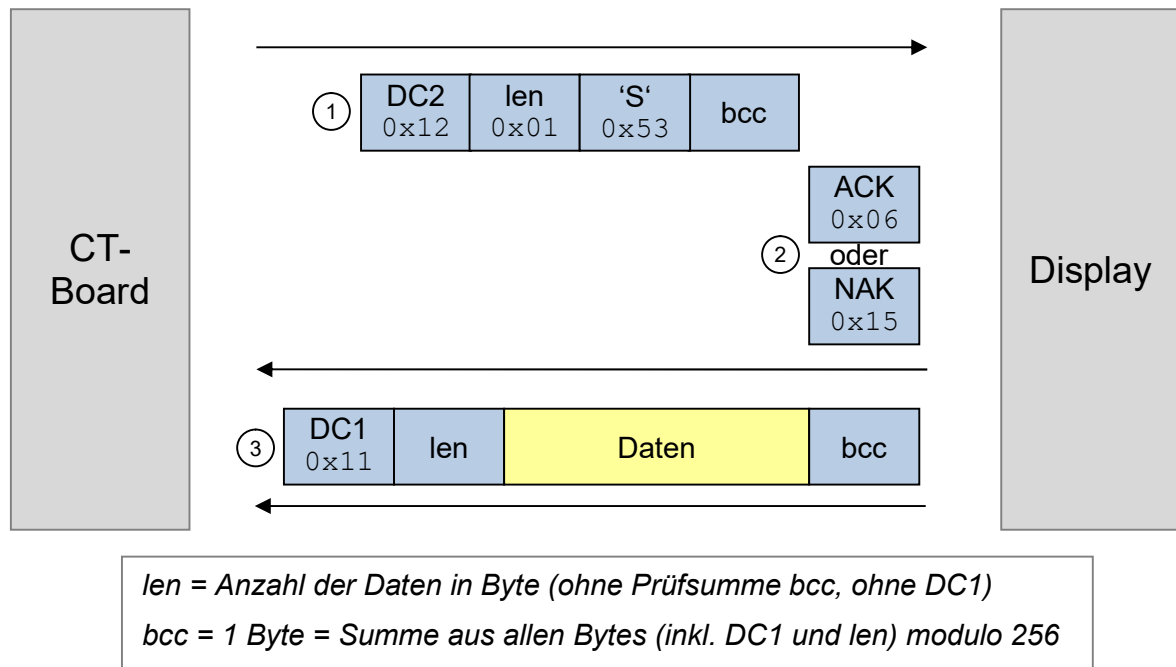 CT-
Board
1
DC2
0x12
len
0x01
‘S‘
0x53
bcc
ACK
0x06
2
oder
NAK
0x15
Display
3
DC1
0x11
len
Daten
bcc
len = Anzahl der Daten in Byte (ohne Prüfsumme bcc, ohne DC1)
bcc = 1 Byte = Summe aus allen Bytes (inkl. DC1 und len) modulo 256